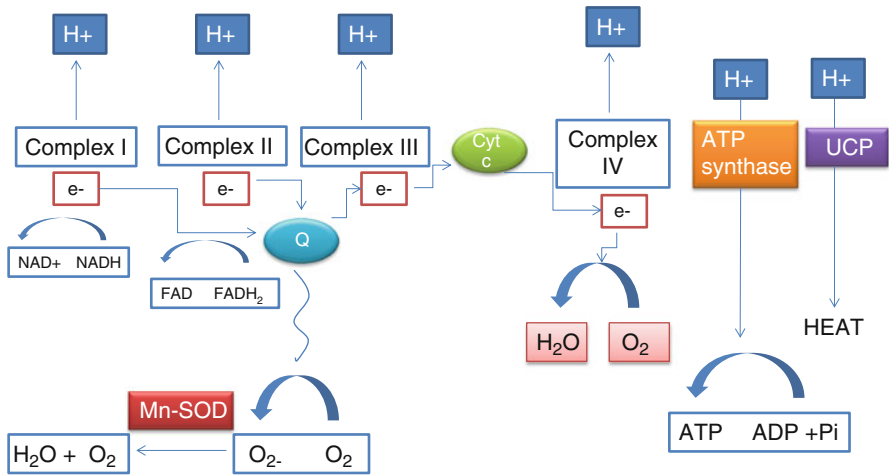 H+
H+
H+
H+
H+
H+
Complex I
Complex II
Complex III
Cyt
c
Complex
IV
ATP
synthase
UCP
e-
e-
e-
e-
Q
NAD+ NADH
FAD FADH₂
H₂O
O₂
HEAT
Mn-SOD
H₂O + O₂
O₂- O₂
ATP ADP +Pi